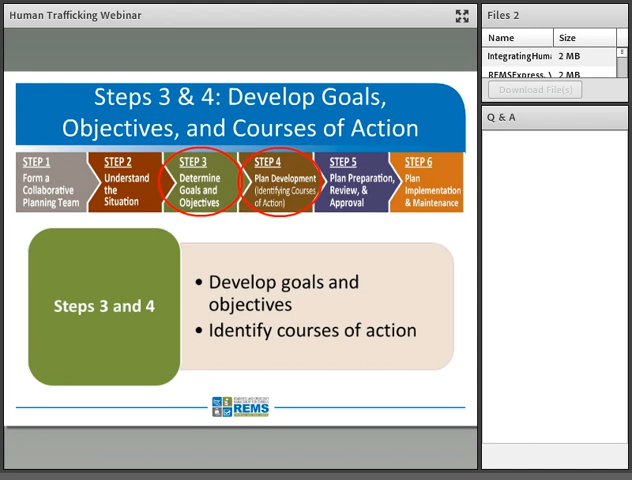 Human Trafficking Webinar
Steps 3 & 4: Develop Goals,
Objectives, and Courses of Action
STEP 1
Form a
Collaborative
Planning Team
STEP 2
Understand
the
Situation
STEP 3
Determine
Goals and
Objectives
STEP 4
Plan Development
(Identifying Courses
of Action)
STEP 5
Plan Preparation,
Review, &
Approval
STEP 6
Plan
Implementation
& Maintenance
Steps 3 and 4
• Develop goals and
objectives
• Identify courses of action
REMS
Files 2
Name Size
IntegratingHuma 2 MB
REMSExpress. 2 MB
Download File(s)
Q & A